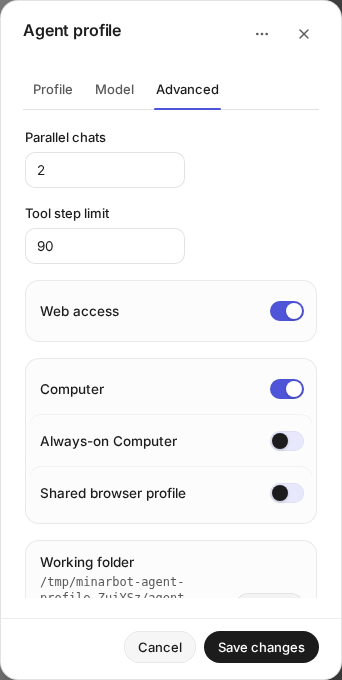 Agent profile
Profile Model Advanced
Parallel chats
2
Tool step limit
90
Web access
Computer
Always-on Computer
Shared browser profile
Working folder
/tmp/minarbot-agent-
Cancel Save changes